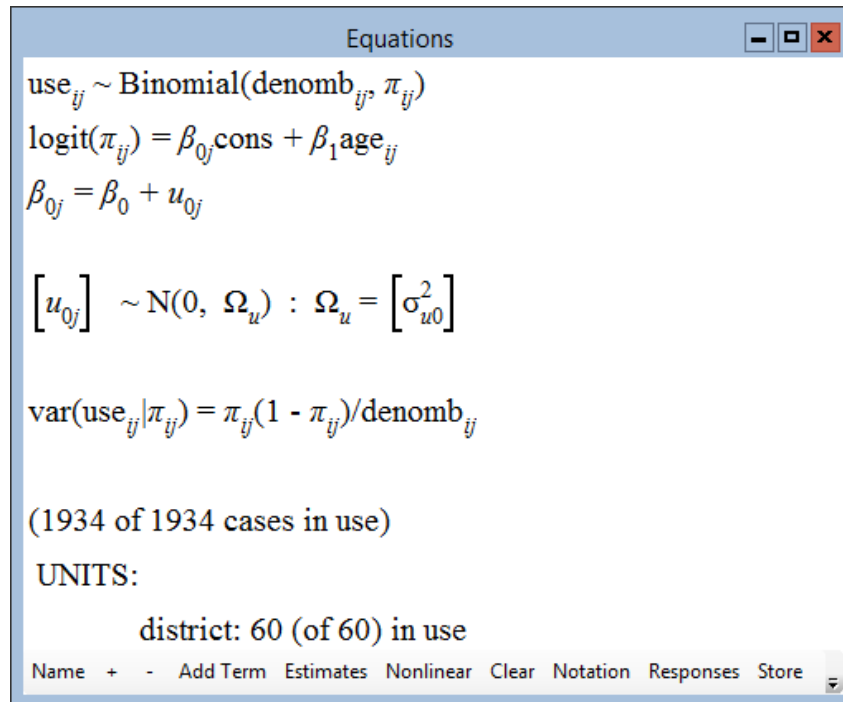 Equations
use_ij ~ Binomial(denomb_ij, π_ij)
logit(π_ij) = β_0j cons + β_1 age_ij
β_0j = β_0 + u_0j
[u_0j] ~ N(0, Ω_u) : Ω_u = [σ²_u0]
var(use_ij|π_ij) = π_ij(1 - π_ij)/denomb_ij
(1934 of 1934 cases in use)
UNITS:
district: 60 (of 60) in use
Name + - Add Term Estimates Nonlinear Clear Notation Responses Store